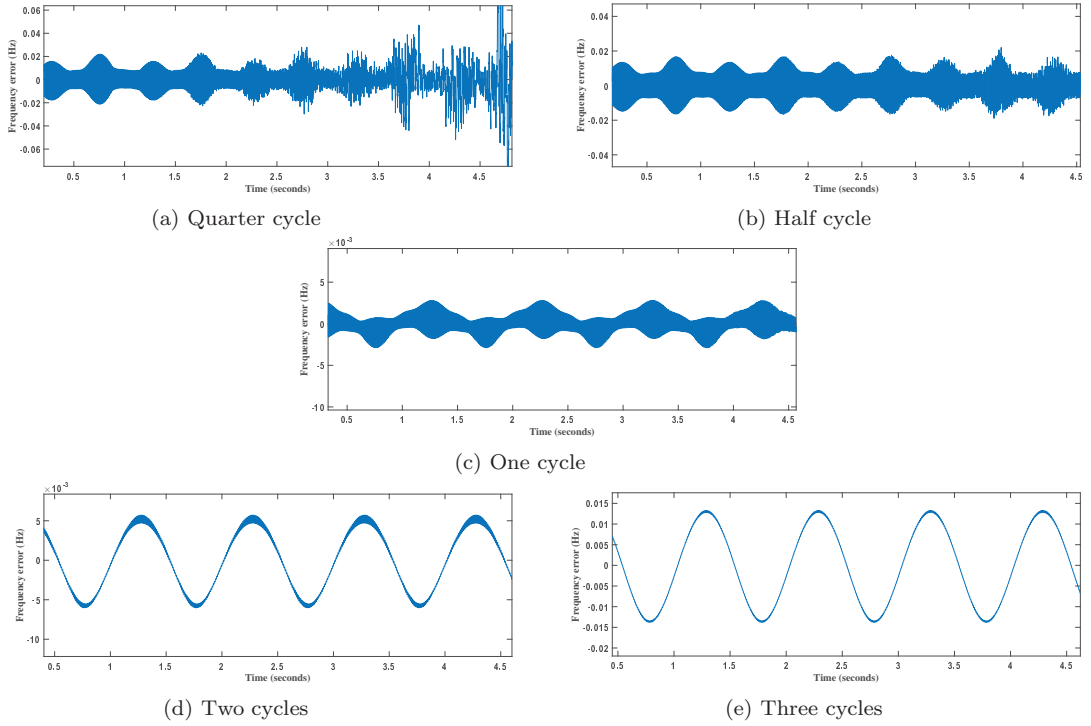 0.06
0.04
0.02
0
-0.02
-0.04
-0.06
Frequency error (Hz)
0.5 1 1.5 2 2.5 3 3.5 4 4.5
Time (seconds)
(a) Quarter cycle
0.04
0.02
0
-0.02
-0.04
Frequency error (Hz)
0.5 1 1.5 2 2.5 3 3.5 4 4.5
Time (seconds)
(b) Half cycle
×10⁻³
5
0
-5
-10
Frequency error (Hz)
0.5 1 1.5 2 2.5 3 3.5 4 4.5
Time (seconds)
(c) One cycle
×10⁻³
5
0
-5
-10
Frequency error (Hz)
0.5 1 1.5 2 2.5 3 3.5 4 4.5
Time (seconds)
(d) Two cycles
0.015
0.01
0.005
0
-0.005
-0.01
-0.015
-0.02
Frequency error (Hz)
0.5 1 1.5 2 2.5 3 3.5 4 4.5
Time (seconds)
(e) Three cycles